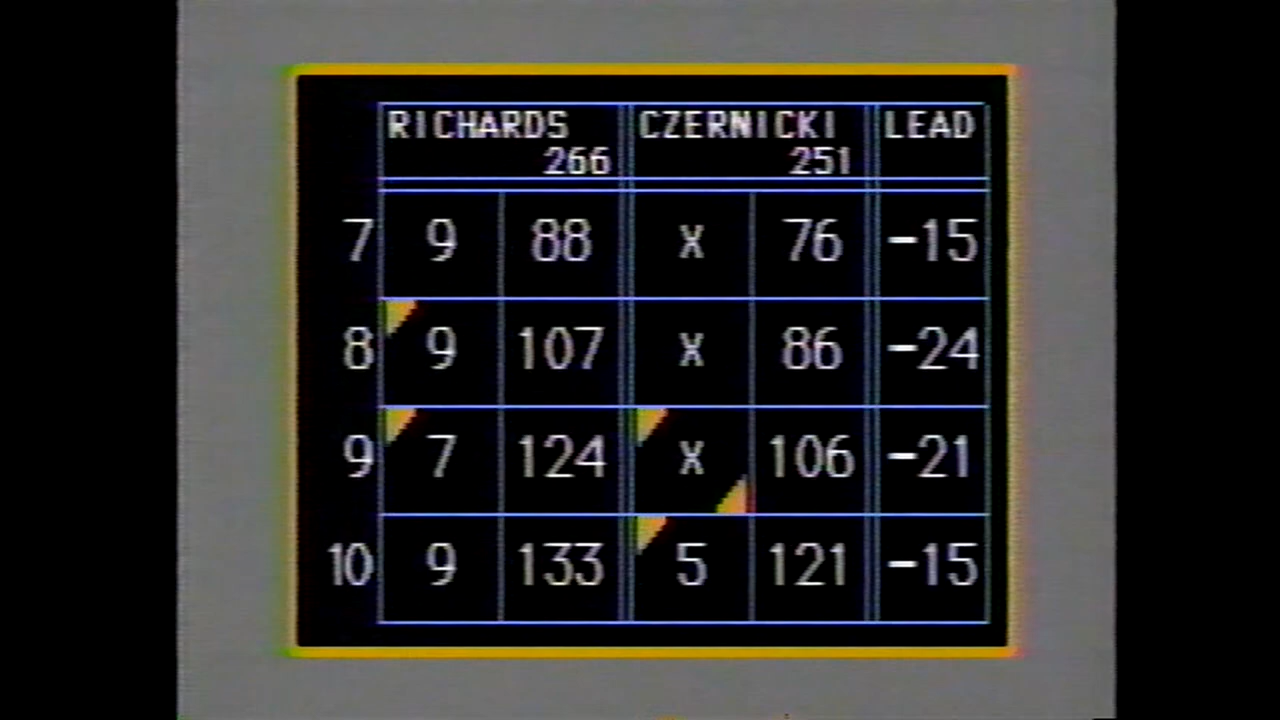 RICHARDS CZERNICKI LEAD
266 251
7 9 88 X 76 -15
8 9 107 X 86 -24
9 7 124 X 106 -21
10 9 133 5 121 -15